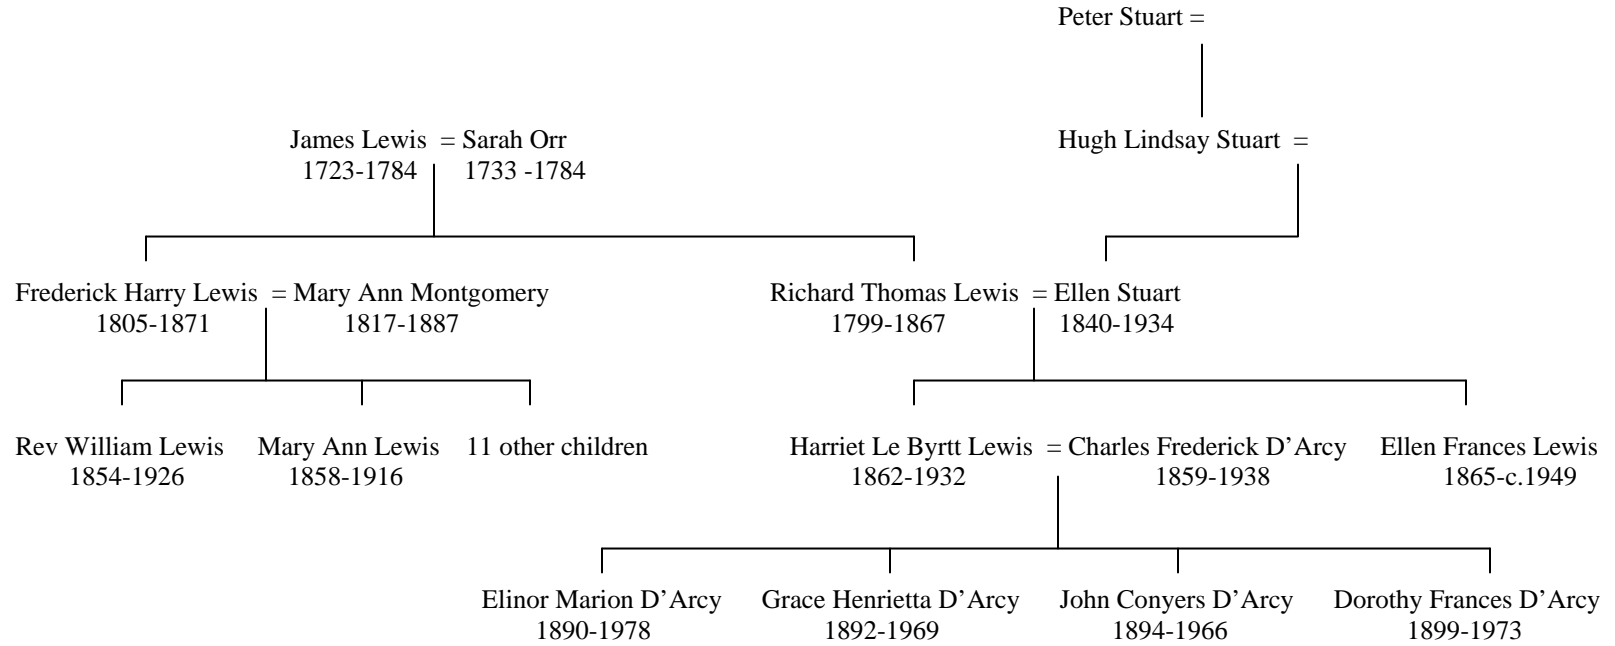 Peter Stuart =
James Lewis = Sarah Orr
1723-1784 1733 -1784
Hugh Lindsay Stuart =
Frederick Harry Lewis = Mary Ann Montgomery
1805-1871 1817-1887
Richard Thomas Lewis = Ellen Stuart
1799-1867 1840-1934
Rev William Lewis Mary Ann Lewis 11 other children
1854-1926 1858-1916
Harriet Le Byrtt Lewis = Charles Frederick D’Arcy Ellen Frances Lewis
1862-1932 1859-1938 1865-c.1949
Elinor Marion D’Arcy Grace Henrietta D’Arcy John Conyers D’Arcy Dorothy Frances D’Arcy
1890-1978 1892-1969 1894-1966 1899-1973